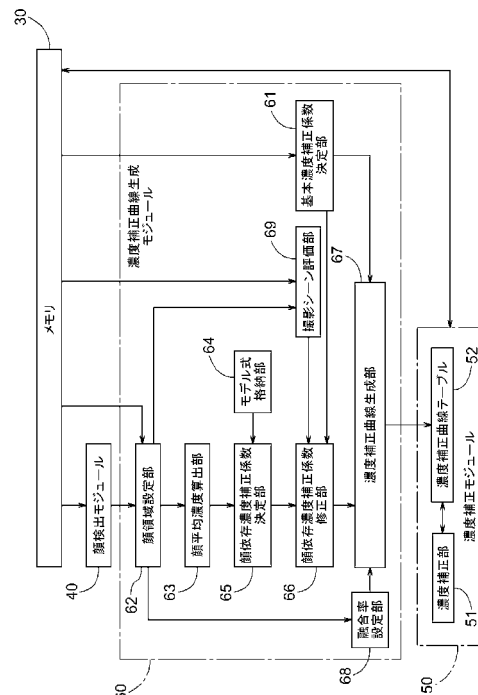 メモリ
30
顔検出モジュール
40
濃度補正曲線生成
モジュール
60
顔領域設定部
62
顔平均濃度算出部
63
モデル式
格納部
64
顔依存濃度補正係数
決定部
65
撮影シーン評価部
69
基本濃度補正係数
決定部
61
顔依存濃度補正係数
修正部
66
融合率
設定部
68
濃度補正曲線生成部
67
濃度補正部
51
濃度補正曲線テーブル
52
濃度補正モジュール
50